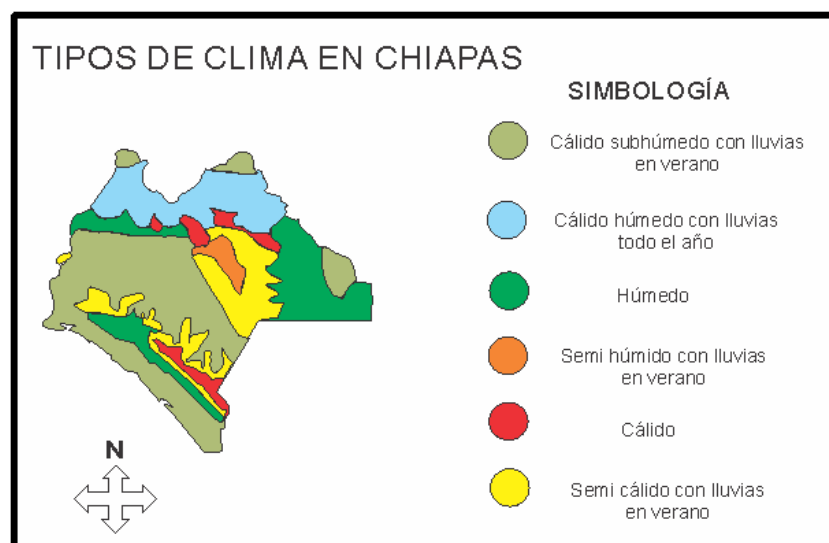 TIPOS DE CLIMA EN CHIAPAS
SIMBOLOGÍA
Cálido subhúmedo con lluvias
en verano
Cálido húmedo con lluvias
todo el año
Húmedo
Semi húmido con lluvias
en verano
Cálido
Semi cálido con lluvias
en verano
N